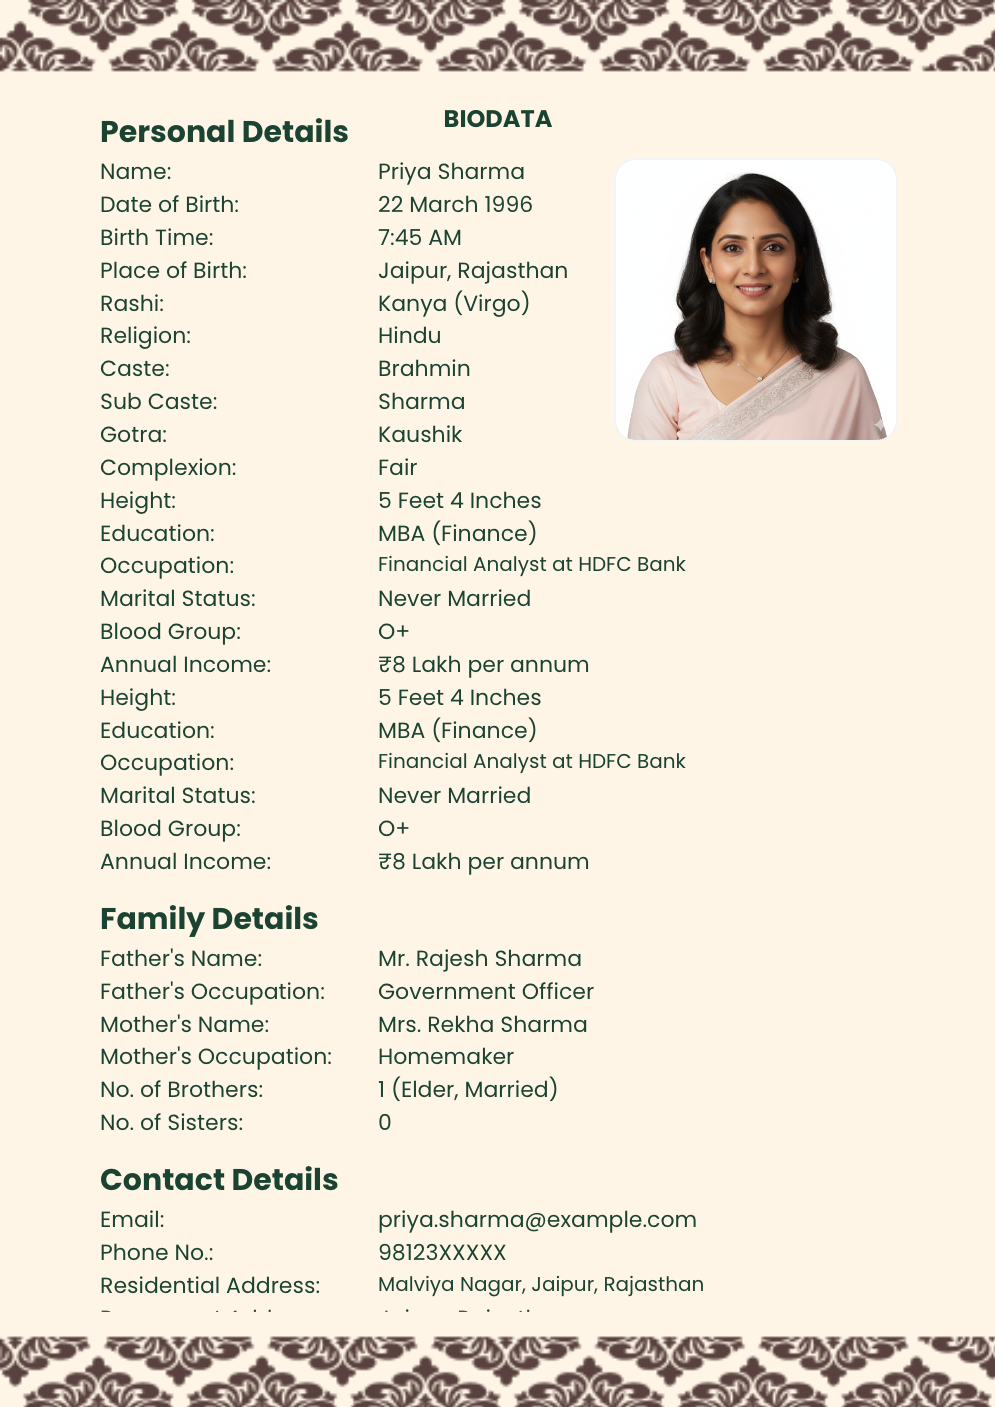 BIODATA
Personal Details
Name: Priya Sharma
Date of Birth: 22 March 1996
Birth Time: 7:45 AM
Place of Birth: Jaipur, Rajasthan
Rashi: Kanya (Virgo)
Religion: Hindu
Caste: Brahmin
Sub Caste: Sharma
Gotra: Kaushik
Complexion: Fair
Height: 5 Feet 4 Inches
Education: MBA (Finance)
Occupation: Financial Analyst at HDFC Bank
Marital Status: Never Married
Blood Group: O+
Annual Income: ₹8 Lakh per annum
Height: 5 Feet 4 Inches
Education: MBA (Finance)
Occupation: Financial Analyst at HDFC Bank
Marital Status: Never Married
Blood Group: O+
Annual Income: ₹8 Lakh per annum
Family Details
Father's Name: Mr. Rajesh Sharma
Father's Occupation: Government Officer
Mother's Name: Mrs. Rekha Sharma
Mother's Occupation: Homemaker
No. of Brothers: 1 (Elder, Married)
No. of Sisters: 0
Contact Details
Email: priya.sharma@example.com
Phone No.: 98123XXXXX
Residential Address: Malviya Nagar, Jaipur, Rajasthan